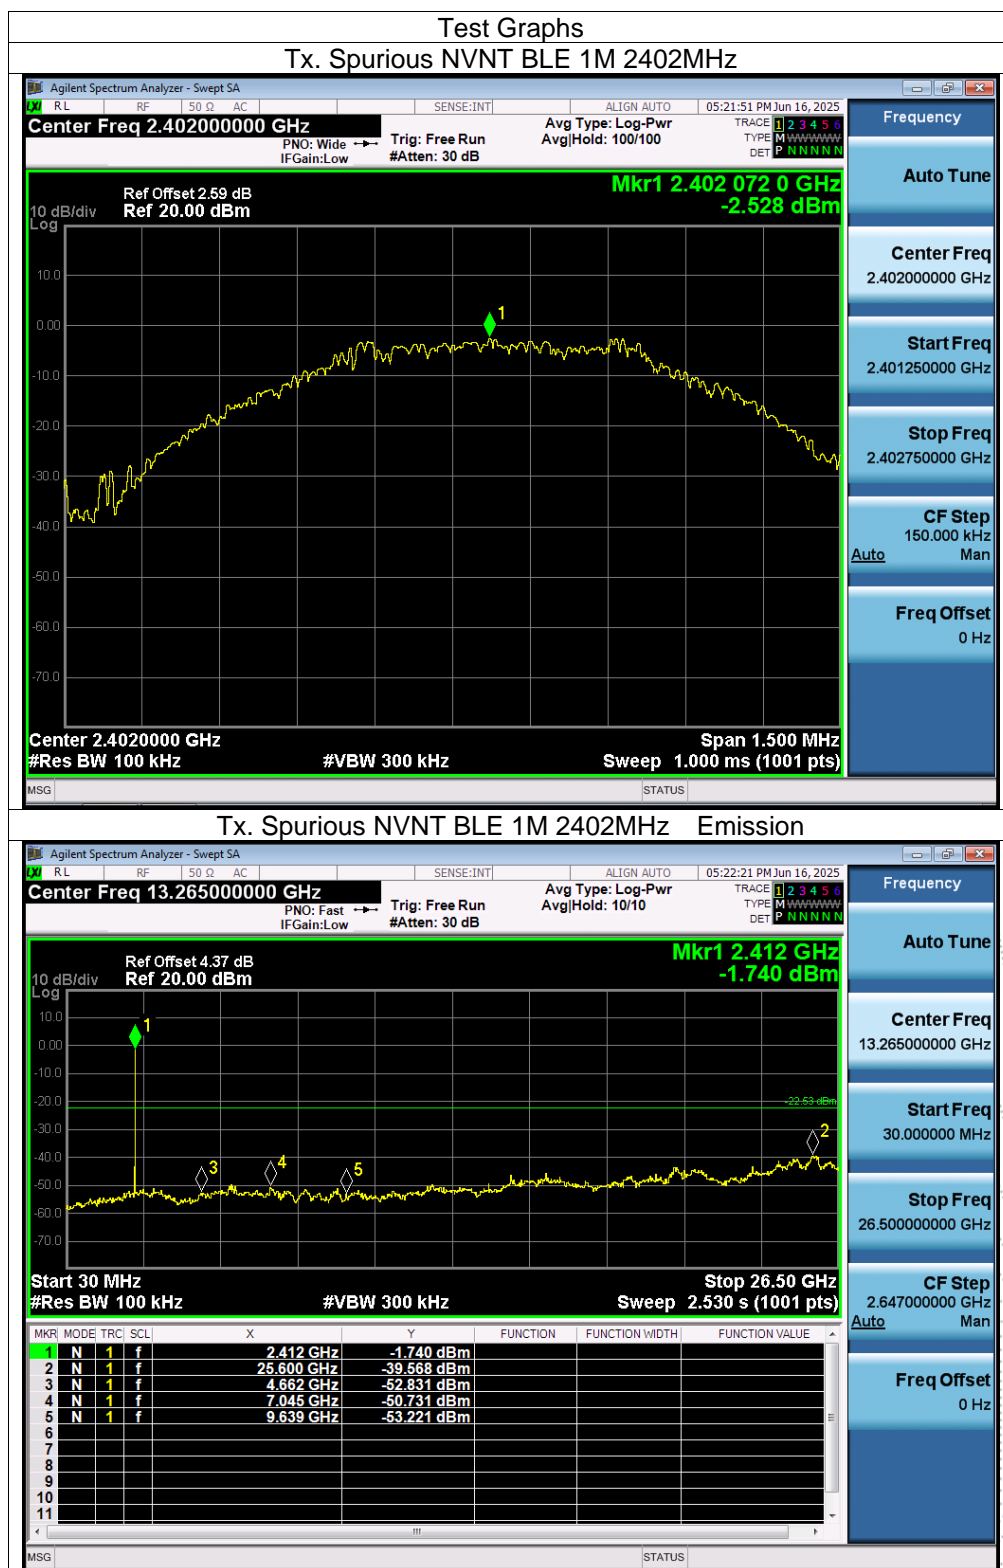 Test Graphs
Tx. Spurious NVNT BLE 1M 2402MHz
Agilent Spectrum Analyzer - Swept SA
LXI RL RF 50 Ω AC SENSE:INT ALIGN AUTO 05:21:51 PM Jun 16, 2025
Center Freq 2.402000000 GHz
PNO: Wide
IFGain:Low
Trig: Free Run
#Atten: 30 dB
Avg Type: Log-Pwr
Avg|Hold: 100/100
TRACE 1 2 3 4 5 6
TYPE M WWWWW
DET P N N N N N
Frequency
Auto Tune
Center Freq
2.402000000 GHz
Start Freq
2.401250000 GHz
Stop Freq
2.402750000 GHz
CF Step
150.000 kHz
Auto Man
Freq Offset
0 Hz
Mkr1 2.402 072 0 GHz
-2.528 dBm
Ref Offset 2.59 dB
10 dB/div Ref 20.00 dBm
Log
10.0
0.00
-10.0
-20.0
-30.0
-40.0
-50.0
-60.0
-70.0
1
Center 2.4020000 GHz Span 1.500 MHz
#Res BW 100 kHz #VBW 300 kHz Sweep 1.000 ms (1001 pts)
MSG STATUS
Tx. Spurious NVNT BLE 1M 2402MHz Emission
Agilent Spectrum Analyzer - Swept SA
LXI RL RF 50 Ω AC SENSE:INT ALIGN AUTO 05:22:21 PM Jun 16, 2025
Center Freq 13.265000000 GHz
PNO: Fast
IFGain:Low
Trig: Free Run
#Atten: 30 dB
Avg Type: Log-Pwr
Avg|Hold: 10/10
TRACE 1 2 3 4 5 6
TYPE M WWWWW
DET P N N N N N
Frequency
Auto Tune
Center Freq
13.265000000 GHz
Start Freq
30.000000 MHz
Stop Freq
26.500000000 GHz
CF Step
2.647000000 GHz
Auto Man
Freq Offset
0 Hz
Mkr1 2.412 GHz
-1.740 dBm
Ref Offset 4.37 dB
10 dB/div Ref 20.00 dBm
Log
10.0
0.00
-10.0
-20.0
-30.0
-40.0
-50.0
-60.0
-70.0
1
-22.53 dBm
2
3
4
5
Start 30 MHz Stop 26.50 GHz
#Res BW 100 kHz #VBW 300 kHz Sweep 2.530 s (1001 pts)
MKR MODE TRC SCL X Y FUNCTION FUNCTION WIDTH FUNCTION VALUE
1 N 1 f 2.412 GHz -1.740 dBm
2 N 1 f 25.600 GHz -39.568 dBm
3 N 1 f 4.662 GHz -52.831 dBm
4 N 1 f 7.045 GHz -50.731 dBm
5 N 1 f 9.639 GHz -53.221 dBm
6
7
8
9
10
11
MSG STATUS